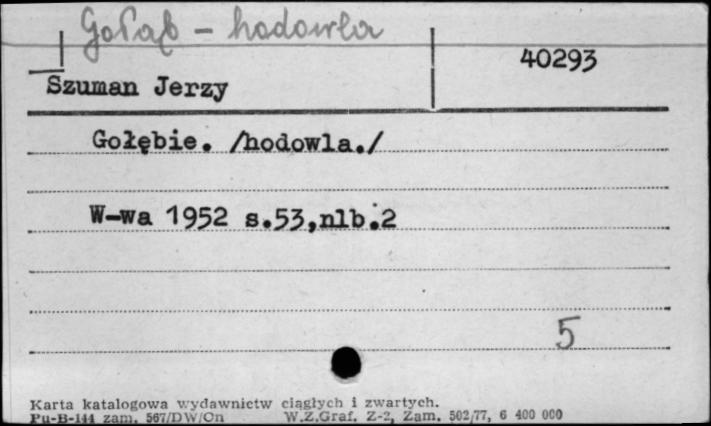 Gołąb - hodowla
40293
Szuman Jerzy
Gołębie. /hodowla./
W-wa 1952 s.53,nlb.2
5
Karta katalogowa wydawnictw ciągłych i zwartych.
Pu-B-144 zam. 567/DW/On W.Z.Graf. Z-2, Zam. 502/77, 6 400 000